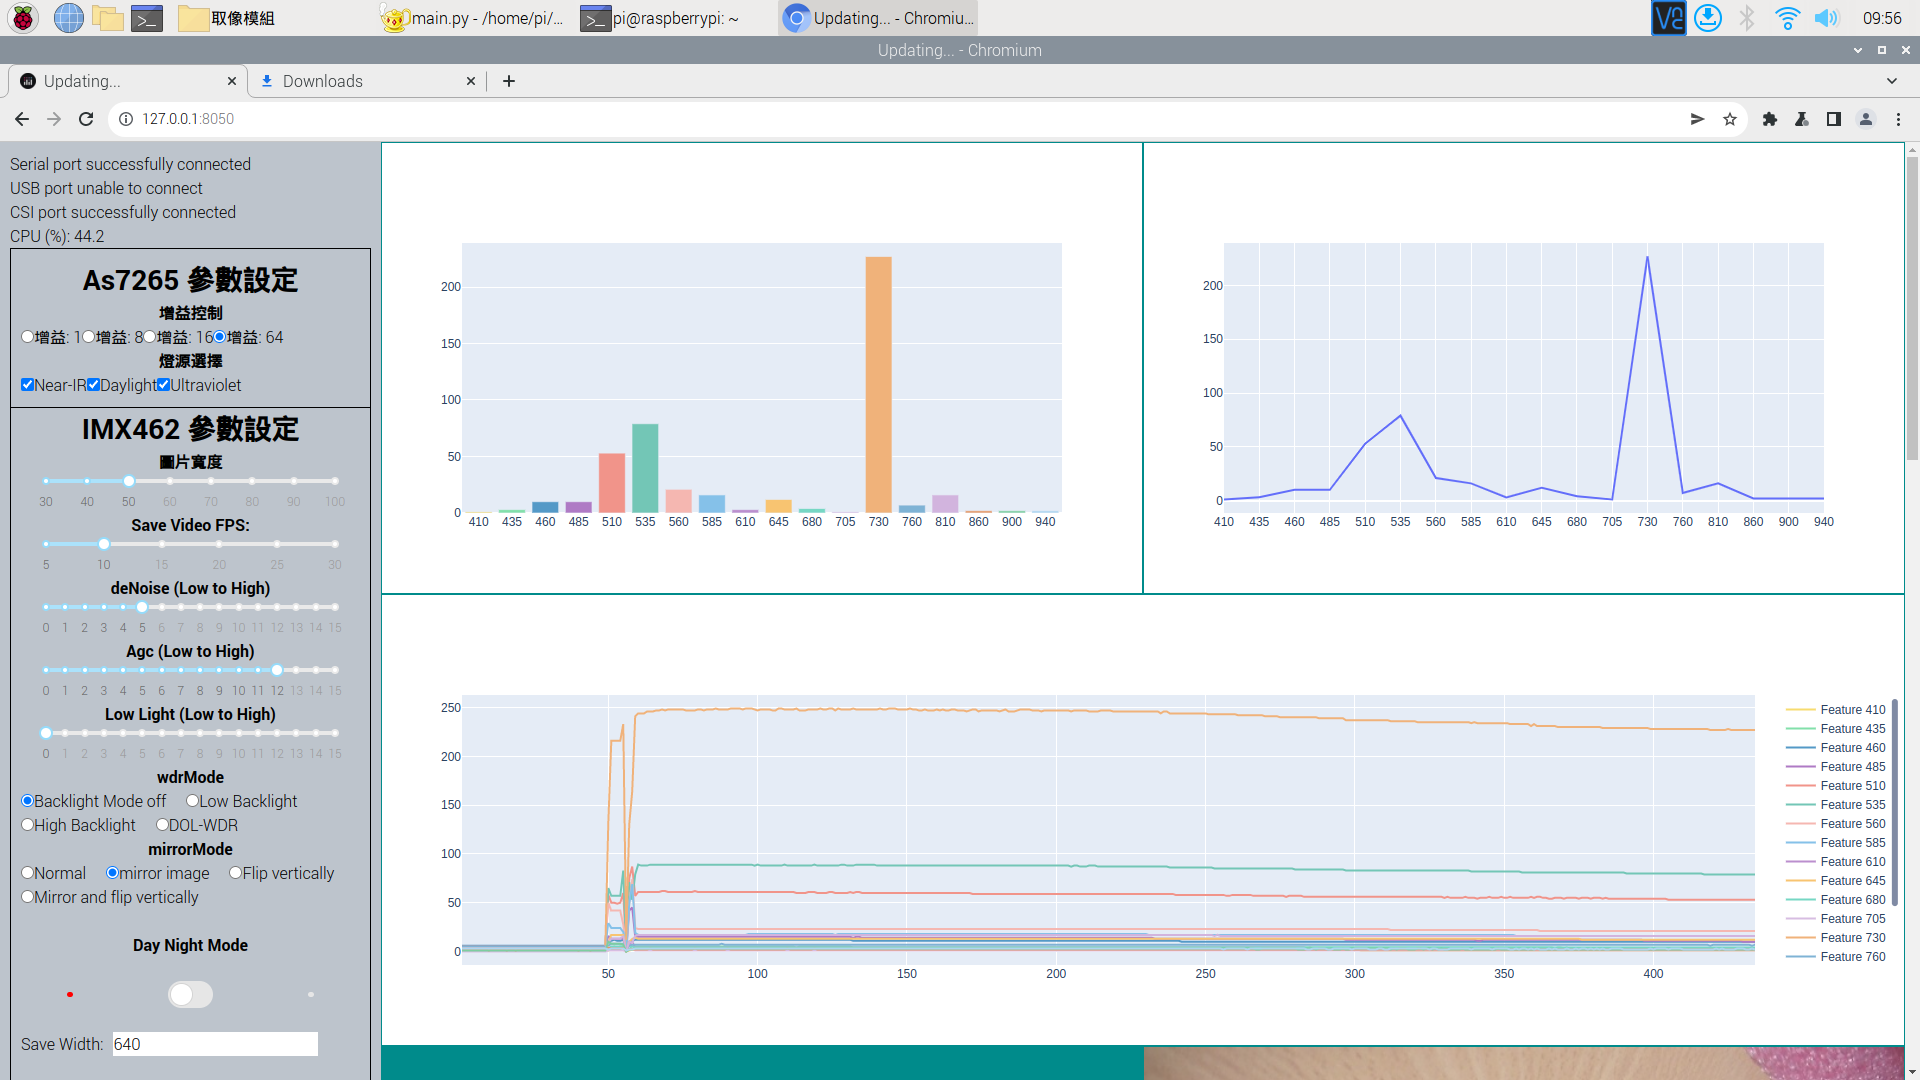 取像模組
main.py - /home/pi/...
pi@raspberrypi: ~
Updating... - Chromiu...
09:56
Updating... - Chromium
Updating...
Downloads
127.0.0.1:8050
Serial port successfully connected
USB port unable to connect
CSI port successfully connected
CPU (%): 44.2
As7265 參數設定
增益控制
增益: 1 增益: 8 增益: 16 增益: 64
燈源選擇
Near-IR Daylight Ultraviolet
IMX462 參數設定
圖片寬度
30 40 50 60 70 80 90 100
Save Video FPS:
5 10 15 20 25 30
deNoise (Low to High)
0 1 2 3 4 5 6 7 8 9 10 11 12 13 14 15
Agc (Low to High)
0 1 2 3 4 5 6 7 8 9 10 11 12 13 14 15
Low Light (Low to High)
0 1 2 3 4 5 6 7 8 9 10 11 12 13 14 15
wdrMode
Backlight Mode off Low Backlight
High Backlight DOL-WDR
mirrorMode
Normal mirror image Flip vertically
Mirror and flip vertically
Day Night Mode
Save Width: 640
200
150
100
50
0
410 435 460 485 510 535 560 585 610 645 680 705 730 760 810 860 900 940
200
150
100
50
0
410 435 460 485 510 535 560 585 610 645 680 705 730 760 810 860 900 940
250
200
150
100
50
0
50 100 150 200 250 300 350 400
Feature 410
Feature 435
Feature 460
Feature 485
Feature 510
Feature 535
Feature 560
Feature 585
Feature 610
Feature 645
Feature 680
Feature 705
Feature 730
Feature 760